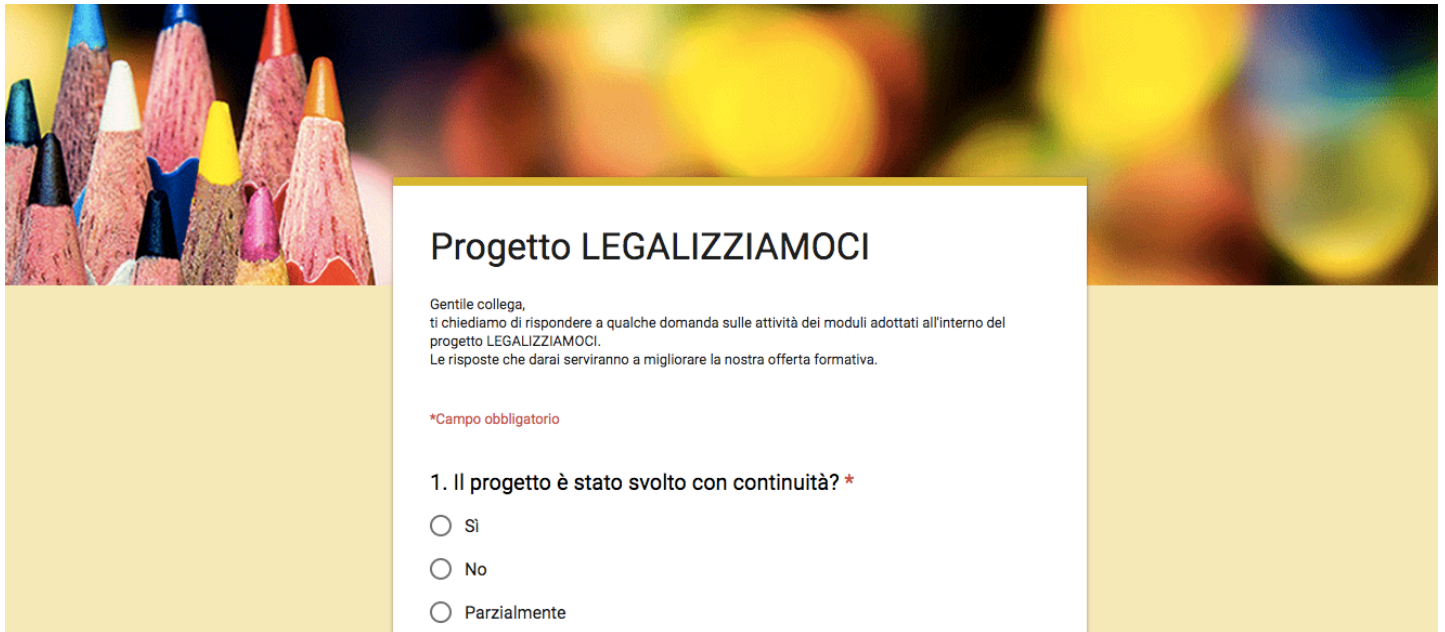 Progetto LEGALIZZIAMOCI
Gentile collega,
ti chiediamo di rispondere a qualche domanda sulle attività dei moduli adottati all'interno del
progetto LEGALIZZIAMOCI.
Le risposte che darai serviranno a migliorare la nostra offerta formativa.
*Campo obbligatorio
1. Il progetto è stato svolto con continuità? *
Sì
No
Parzialmente